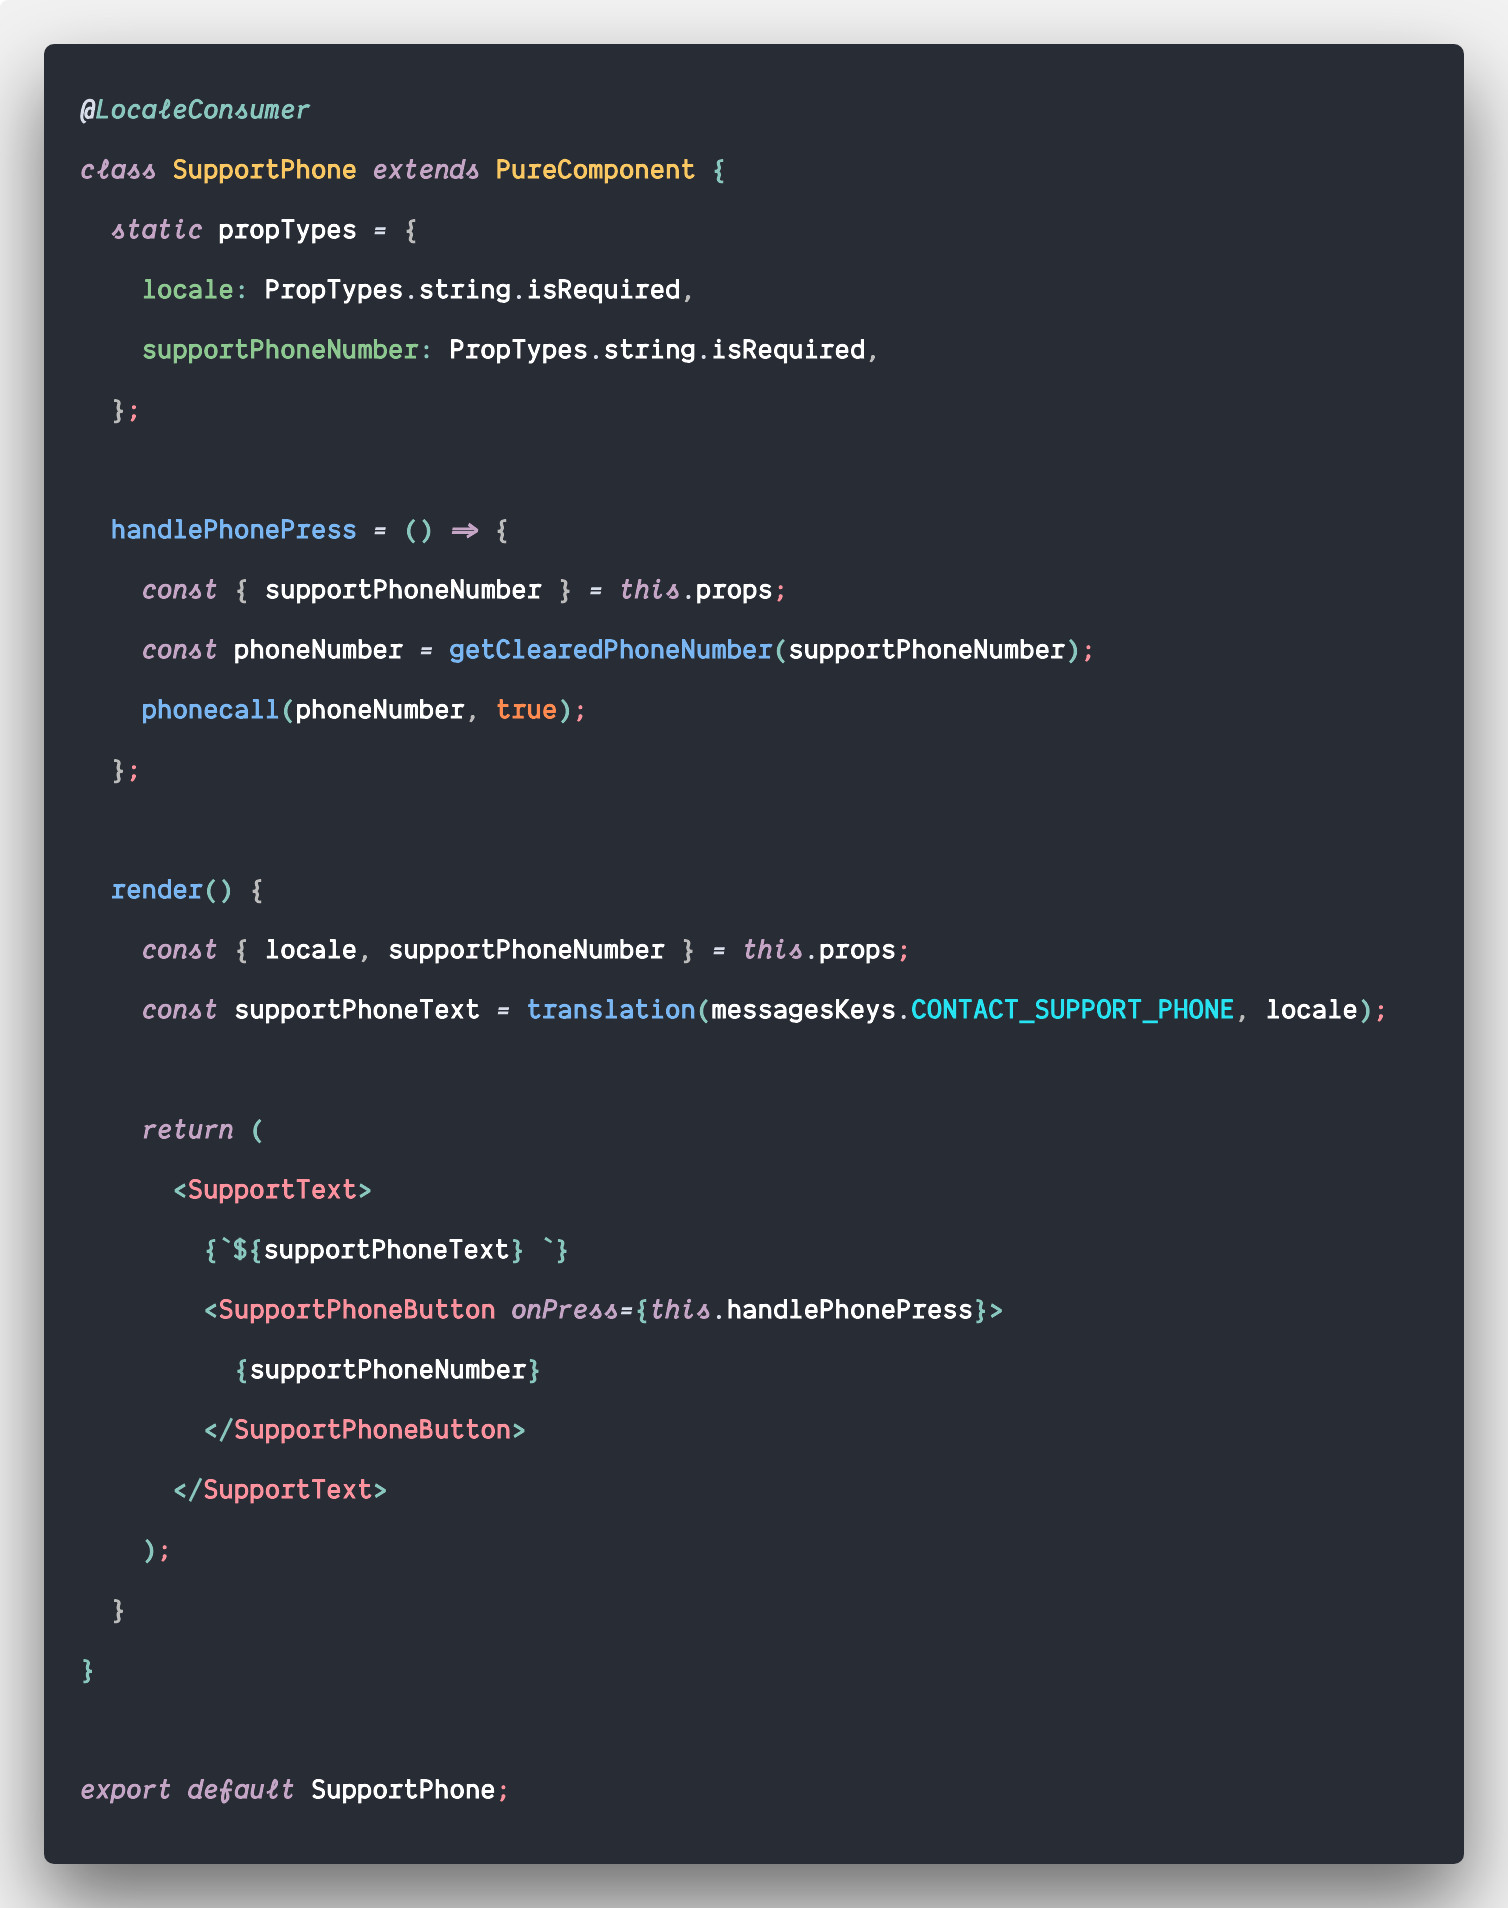 @LocaleConsumer
class SupportPhone extends PureComponent {
  static propTypes = {
    locale: PropTypes.string.isRequired,
    supportPhoneNumber: PropTypes.string.isRequired,
  };

  handlePhonePress = () => {
    const { supportPhoneNumber } = this.props;
    const phoneNumber = getClearedPhoneNumber(supportPhoneNumber);
    phonecall(phoneNumber, true);
  };

  render() {
    const { locale, supportPhoneNumber } = this.props;
    const supportPhoneText = translation(messagesKeys.CONTACT_SUPPORT_PHONE, locale);

    return (
      <SupportText>
        {`${supportPhoneText} `}
        <SupportPhoneButton onPress={this.handlePhonePress}>
          {supportPhoneNumber}
        </SupportPhoneButton>
      </SupportText>
    );
  }
}

export default SupportPhone;